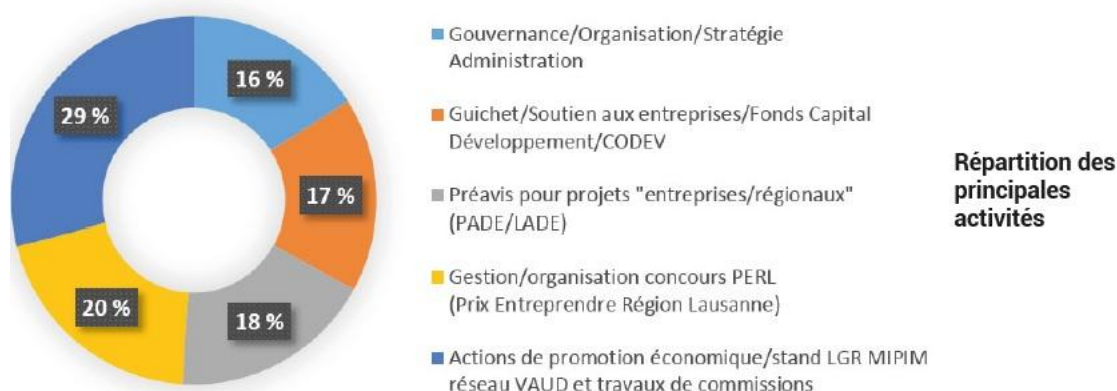 16 %
29 %
17 %
20 %
18 %
Gouvernance/Organisation/Stratégie
Administration
Guichet/Soutien aux entreprises/Fonds Capital
Développement/CODEV
Préavis pour projets "entreprises/régionaux"
(PADE/LADE)
Gestion/organisation concours PERL
(Prix Entreprendre Région Lausanne)
Actions de promotion économique/stand LGR MIPIM
réseau VAUD et travaux de commissions
Répartition des
principales
activités